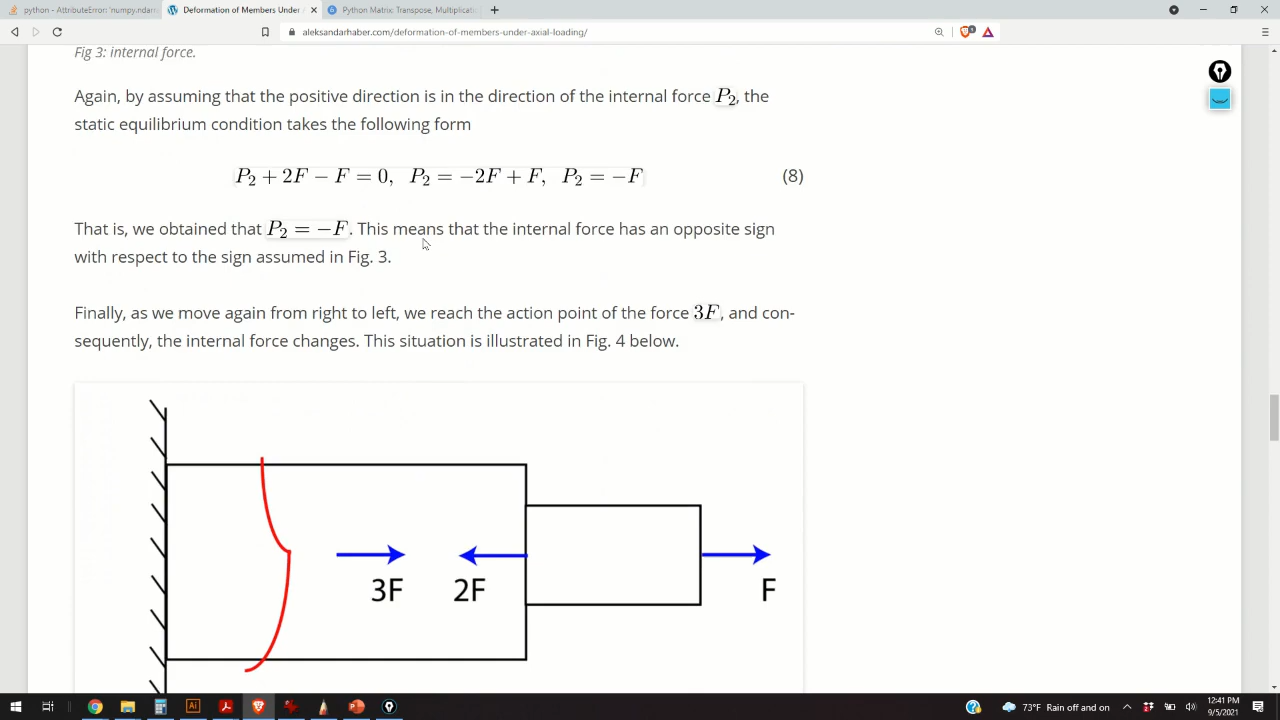 python - AttributeError: 'numpy.ndarr
Deformation of Members Under
Python Matrix: Transpose, Multiplicati
aleksandarhaber.com/deformation-of-members-under-axial-loading/
Fig 3: internal force.
Again, by assuming that the positive direction is in the direction of the internal force P₂, the
static equilibrium condition takes the following form
P₂ + 2F − F = 0, P₂ = −2F + F, P₂ = −F (8)
That is, we obtained that P₂ = −F. This means that the internal force has an opposite sign
with respect to the sign assumed in Fig. 3.
Finally, as we move again from right to left, we reach the action point of the force 3F, and con-
sequently, the internal force changes. This situation is illustrated in Fig. 4 below.
3F 2F F
73°F Rain off and on
12:41 PM
9/5/2021